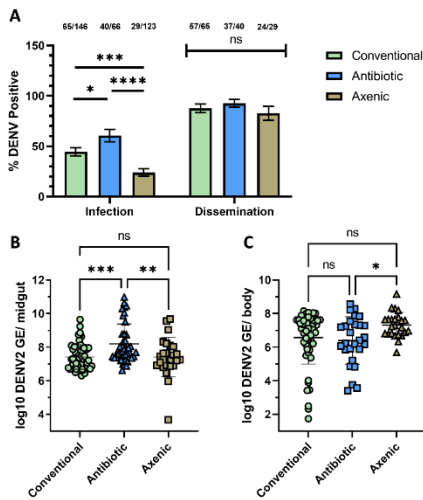 A
65/146 40/66 29/123 57/65 37/40 24/29
*** ns
* ****
% DENV Positive
150
100
50
0
Infection Dissemination
Conventional
Antibiotic
Axenic
B
ns
*** **
log10 DENV2 GE/ midgut
12
10
8
6
4
Conventional Antibiotic Axenic
C
ns
ns *
log10 DENV2 GE/ body
10
8
6
4
2
Conventional Antibiotic Axenic